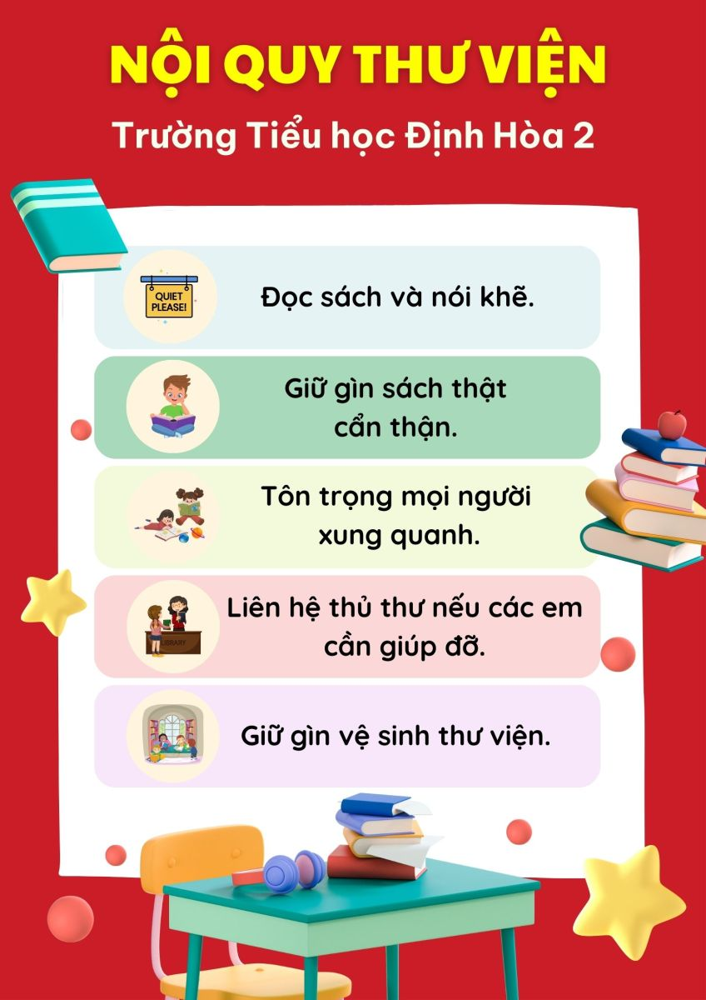 NỘI QUY THƯ VIỆN
Trường Tiểu học Định Hòa 2
QUIET
PLEASE!
Đọc sách và nói khẽ.
Giữ gìn sách thật
cẩn thận.
Tôn trọng mọi người
xung quanh.
LIBRARY
Liên hệ thủ thư nếu các em
cần giúp đỡ.
Giữ gìn vệ sinh thư viện.